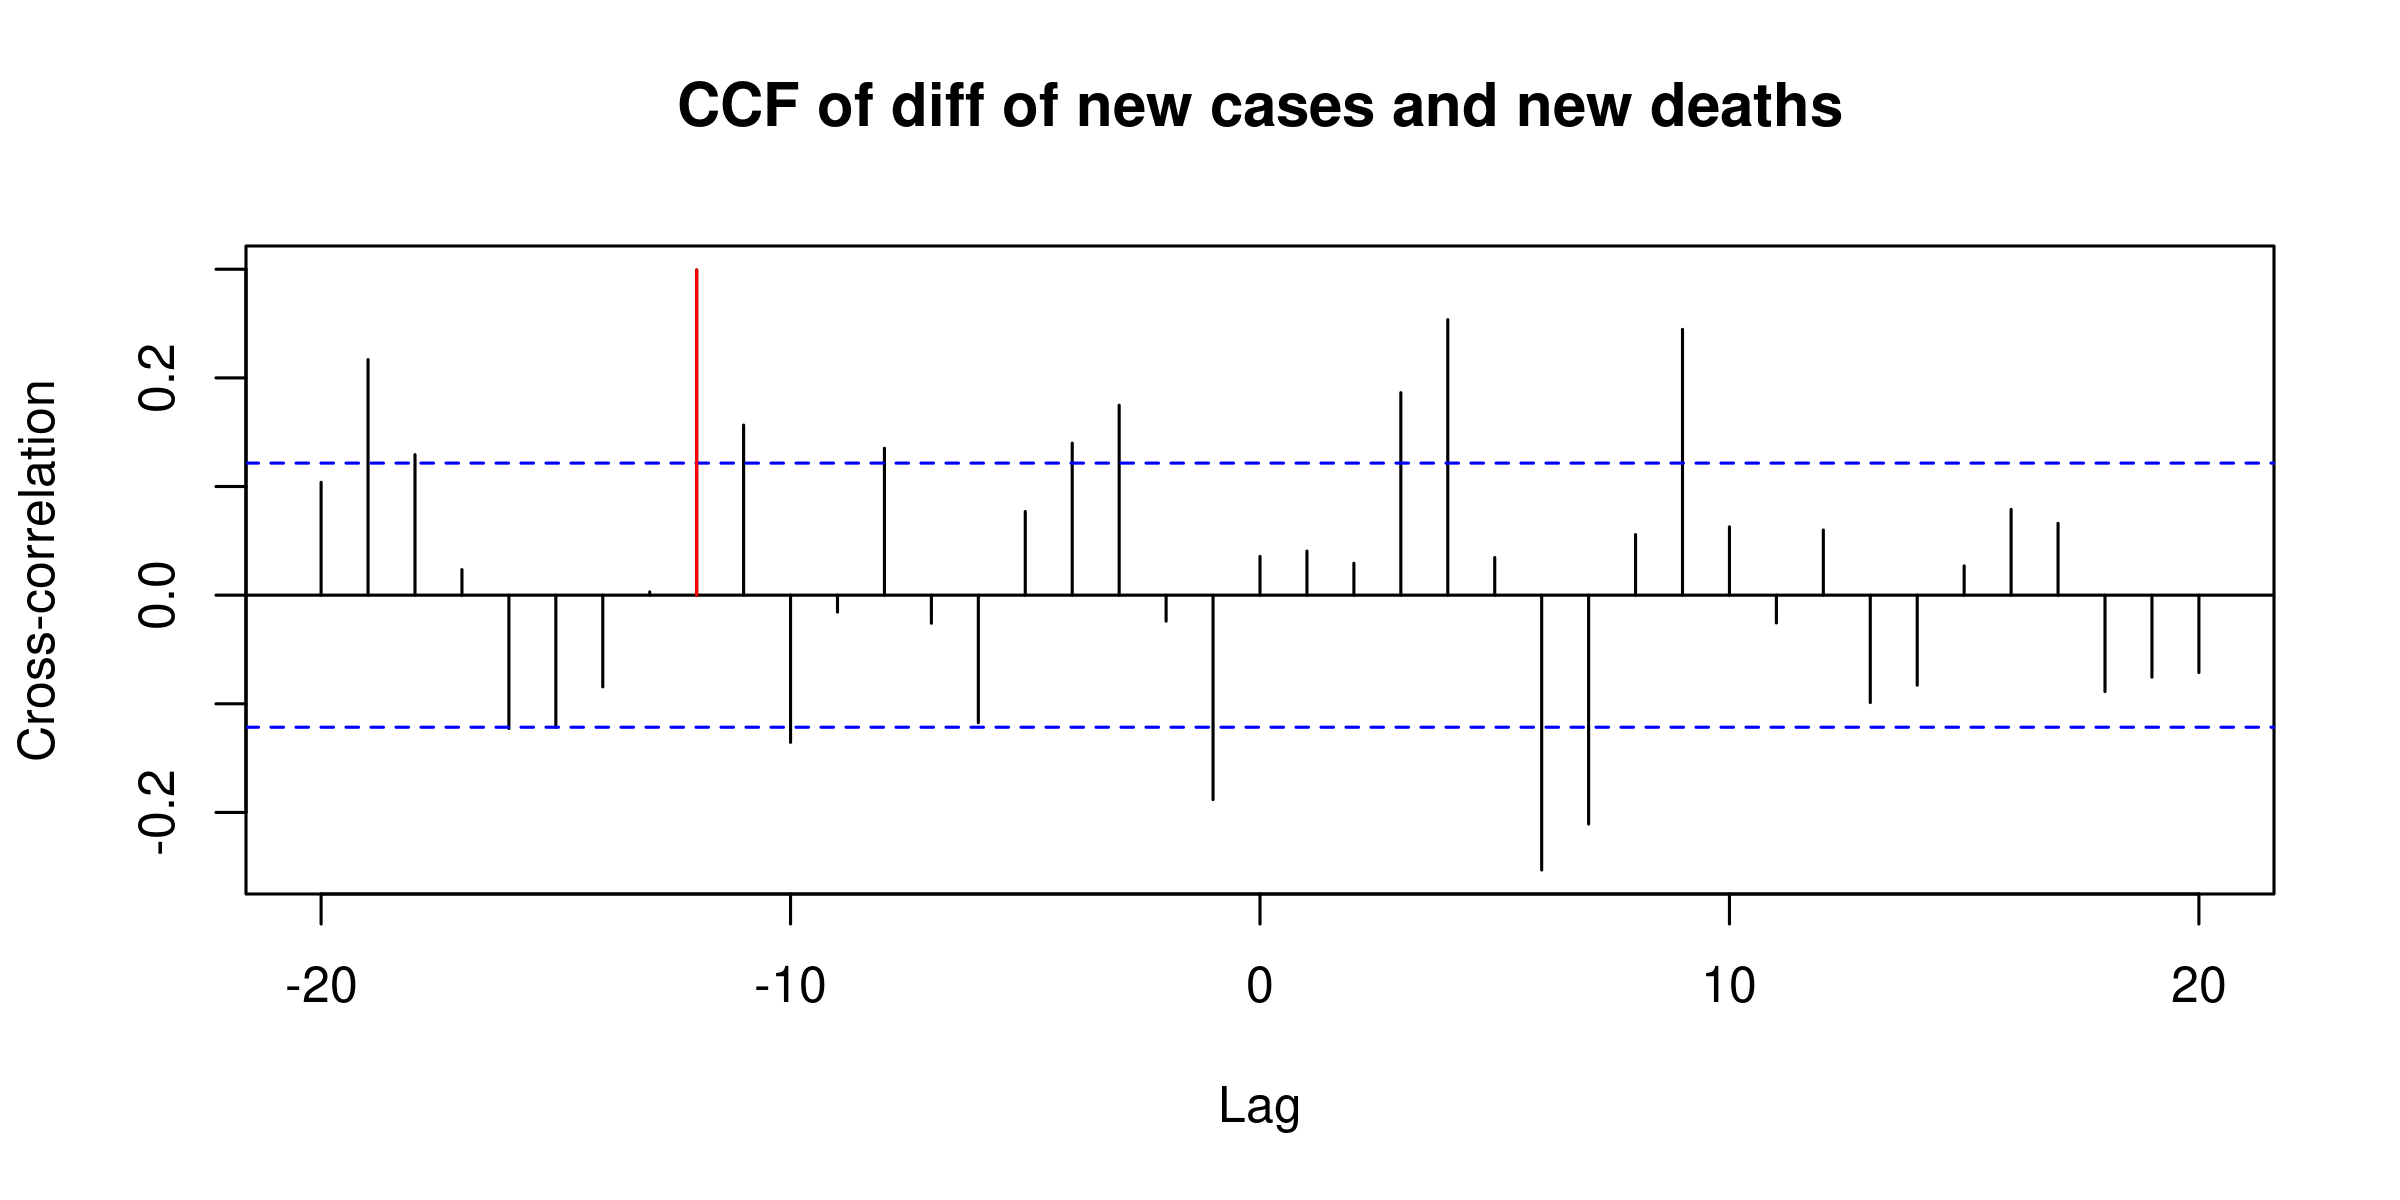 CCF of diff of new cases and new deaths
Cross-correlation
0.2
0.0
-0.2
-20
-10
0
10
20
Lag